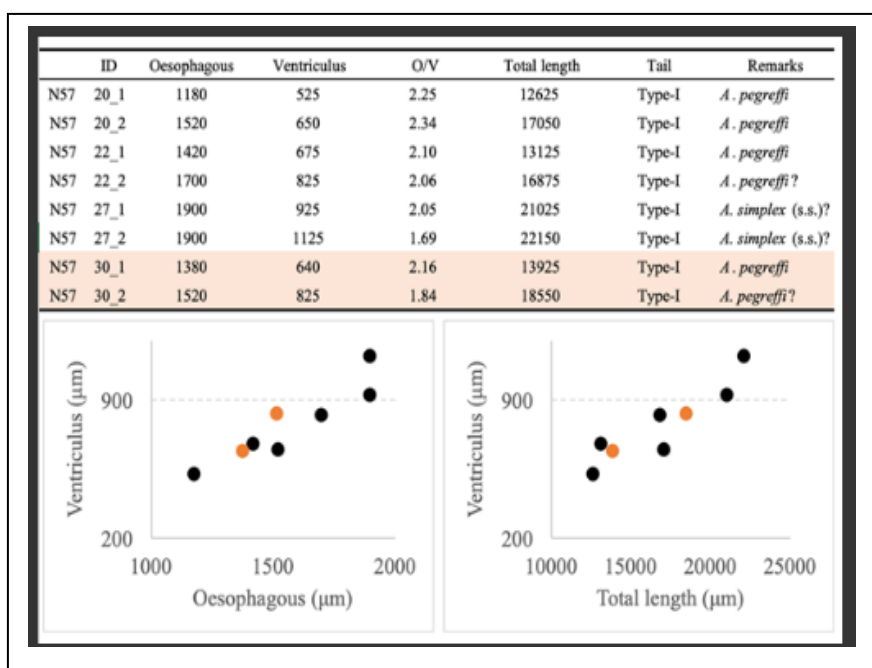 ID Oesophagous Ventriculus O/V Total length Tail Remarks
N57 20_1 1180 525 2.25 12625 Type-I A. pegreffi
N57 20_2 1520 650 2.34 17050 Type-I A. pegreffi
N57 22_1 1420 675 2.10 13125 Type-I A. pegreffi
N57 22_2 1700 825 2.06 16875 Type-I A. pegreffi?
N57 27_1 1900 925 2.05 21025 Type-I A. simplex (s.s.)?
N57 27_2 1900 1125 1.69 22150 Type-I A. simplex (s.s.)?
N57 30_1 1380 640 2.16 13925 Type-I A. pegreffi
N57 30_2 1520 825 1.84 18550 Type-I A. pegreffi?
Ventriculus (μm)
900
200
1000 1500 2000
Oesophagous (μm)
Ventriculus (μm)
900
200
10000 15000 20000 25000
Total length (μm)